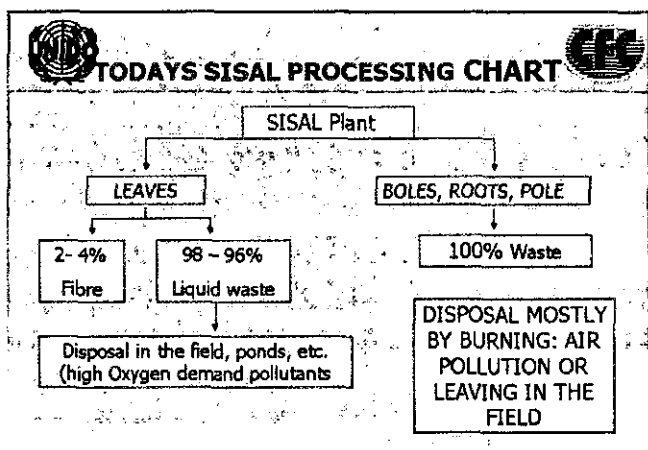 UNIDO
CFC
TODAYS SISAL PROCESSING CHART
SISAL Plant
LEAVES
BOLES, ROOTS, POLE
2- 4%
Fibre
98 – 96%
Liquid waste
100% Waste
Disposal in the field, ponds, etc.
(high Oxygen demand pollutants
DISPOSAL MOSTLY
BY BURNING: AIR
POLLUTION OR
LEAVING IN THE
FIELD